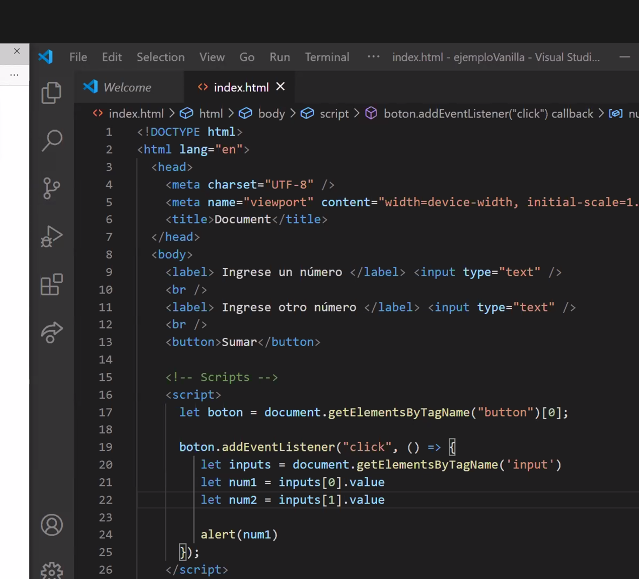 File Edit Selection View Go Run Terminal ··· index.html - ejemploVanilla - Visual Studi...
Welcome <> index.html ×
<> index.html > html > body > script > boton.addEventListener("click") callback > nu
1 <!DOCTYPE html>
2 <html lang="en">
3 <head>
4 <meta charset="UTF-8" />
5 <meta name="viewport" content="width=device-width, initial-scale=1.
6 <title>Document</title>
7 </head>
8 <body>
9 <label> Ingrese un número </label> <input type="text" />
10 <br />
11 <label> Ingrese otro número </label> <input type="text" />
12 <br />
13 <button>Sumar</button>
14
15 <!-- Scripts -->
16 <script>
17 let boton = document.getElementsByTagName("button")[0];
18
19 boton.addEventListener("click", () => {
20 let inputs = document.getElementsByTagName('input')
21 let num1 = inputs[0].value
22 let num2 = inputs[1].value
23
24 alert(num1)
25 });
26 </script>